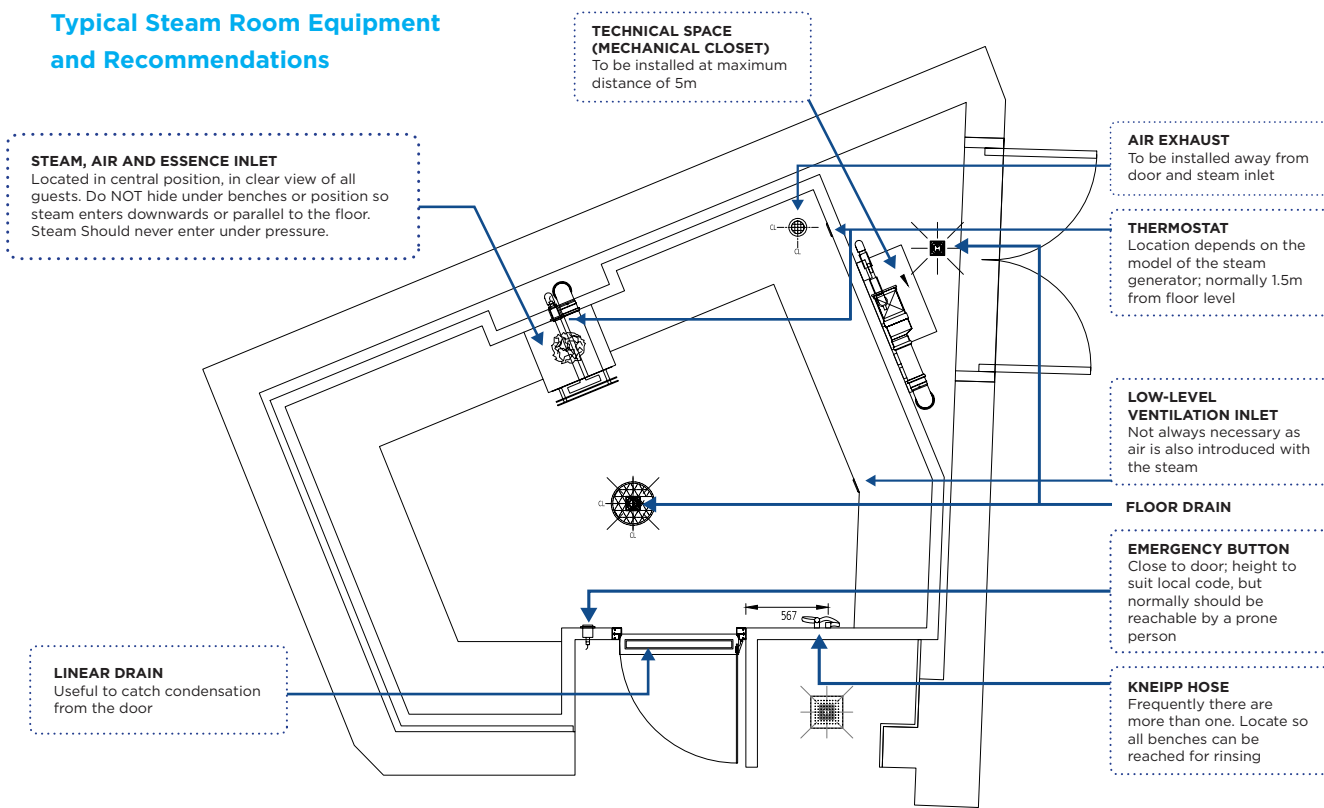 Typical Steam Room Equipment
and Recommendations
TECHNICAL SPACE
(MECHANICAL CLOSET)
To be installed at maximum
distance of 5m
STEAM, AIR AND ESSENCE INLET
Located in central position, in clear view of all
guests. Do NOT hide under benches or position so
steam enters downwards or parallel to the floor.
Steam Should never enter under pressure.
AIR EXHAUST
To be installed away from
door and steam inlet
THERMOSTAT
Location depends on the
model of the steam
generator; normally 1.5m
from floor level
LOW-LEVEL
VENTILATION INLET
Not always necessary as
air is also introduced with
the steam
FLOOR DRAIN
EMERGENCY BUTTON
Close to door; height to
suit local code, but
normally should be
reachable by a prone
person
KNEIPP HOSE
Frequently there are
more than one. Locate so
all benches can be
reached for rinsing
LINEAR DRAIN
Useful to catch condensation
from the door
CL
CL
CL
CL
567